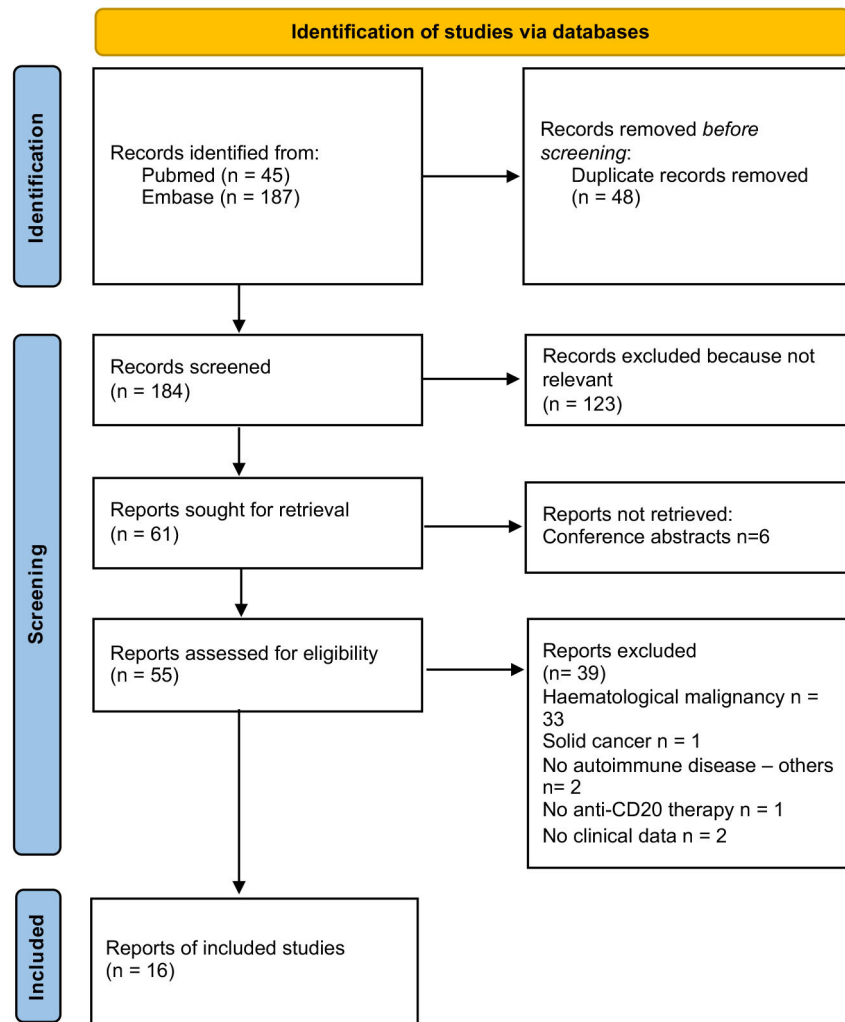 Identification of studies via databases
Identification
Records identified from:
Pubmed (n = 45)
Embase (n = 187)
Records removed before
screening:
Duplicate records removed
(n = 48)
Screening
Records screened
(n = 184)
Records excluded because not
relevant
(n = 123)
Reports sought for retrieval
(n = 61)
Reports not retrieved:
Conference abstracts n=6
Reports assessed for eligibility
(n = 55)
Reports excluded
(n= 39)
Haematological malignancy n =
33
Solid cancer n = 1
No autoimmune disease – others
n= 2
No anti-CD20 therapy n = 1
No clinical data n = 2
Included
Reports of included studies
(n = 16)